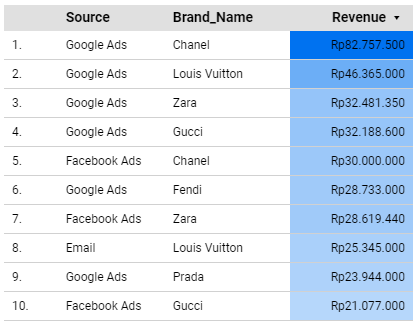 Source Brand_Name Revenue
1. Google Ads Chanel Rp82.757.500
2. Google Ads Louis Vuitton Rp46.365.000
3. Google Ads Zara Rp32.481.350
4. Google Ads Gucci Rp32.188.600
5. Facebook Ads Chanel Rp30.000.000
6. Google Ads Fendi Rp28.733.000
7. Facebook Ads Zara Rp28.619.440
8. Email Louis Vuitton Rp25.345.000
9. Google Ads Prada Rp23.944.000
10. Facebook Ads Gucci Rp21.077.000